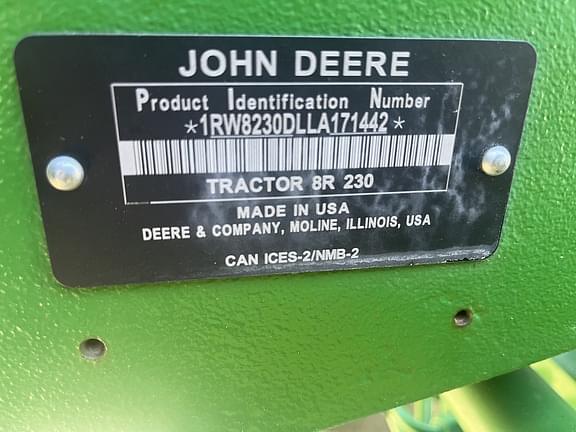 JOHN DEERE
Product Identification Number
*1RW8230DLLA171442*
TRACTOR 8R 230
MADE IN USA
DEERE & COMPANY, MOLINE, ILLINOIS, USA
CAN ICES-2/NMB-2